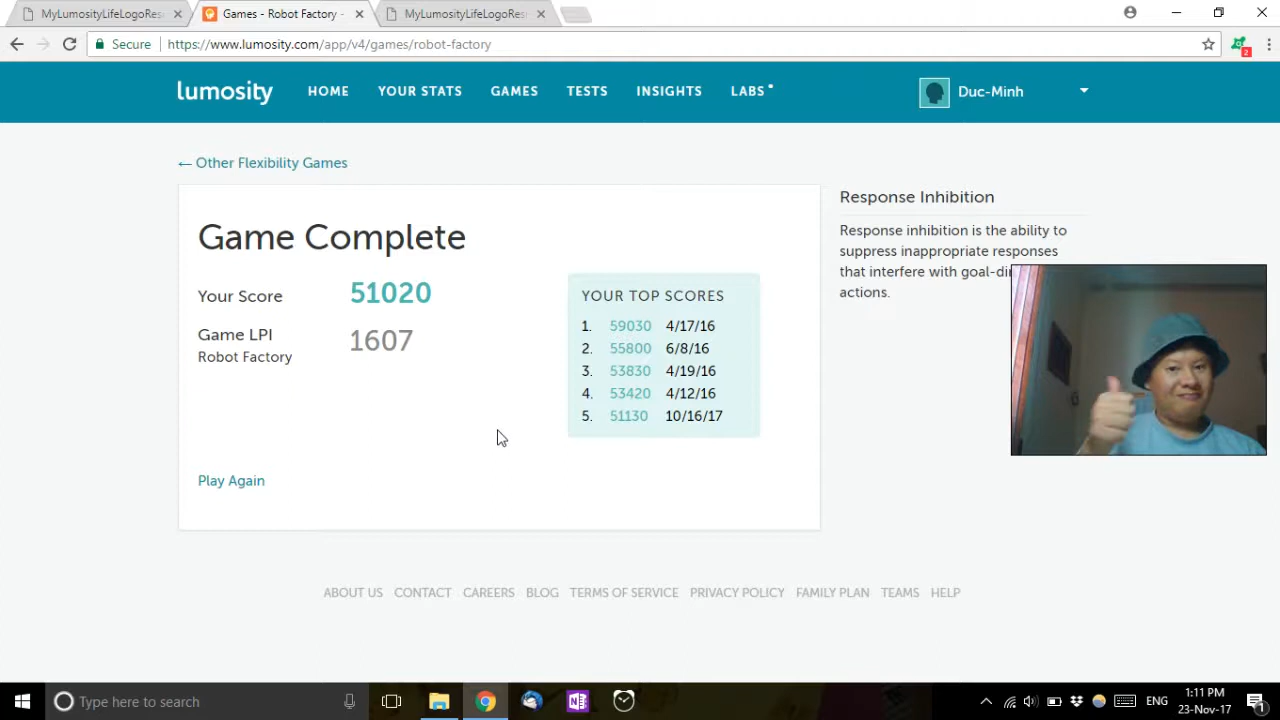 MyLumosityLifeLogoRes
Games - Robot Factory -
MyLumosityLifeLogoRes
Secure
https://www.lumosity.com/app/v4/games/robot-factory
2
lumosity
HOME
YOUR STATS
GAMES
TESTS
INSIGHTS
LABS
Duc-Minh
← Other Flexibility Games
Game Complete
Your Score 51020
Game LPI 1607
Robot Factory
YOUR TOP SCORES
1. 59030 4/17/16
2. 55800 6/8/16
3. 53830 4/19/16
4. 53420 4/12/16
5. 51130 10/16/17
Play Again
Response Inhibition
Response inhibition is the ability to
suppress inappropriate responses
that interfere with goal-di
actions.
ABOUT US CONTACT CAREERS BLOG TERMS OF SERVICE PRIVACY POLICY FAMILY PLAN TEAMS HELP
Type here to search
ENG
1:11 PM
23-Nov-17
1